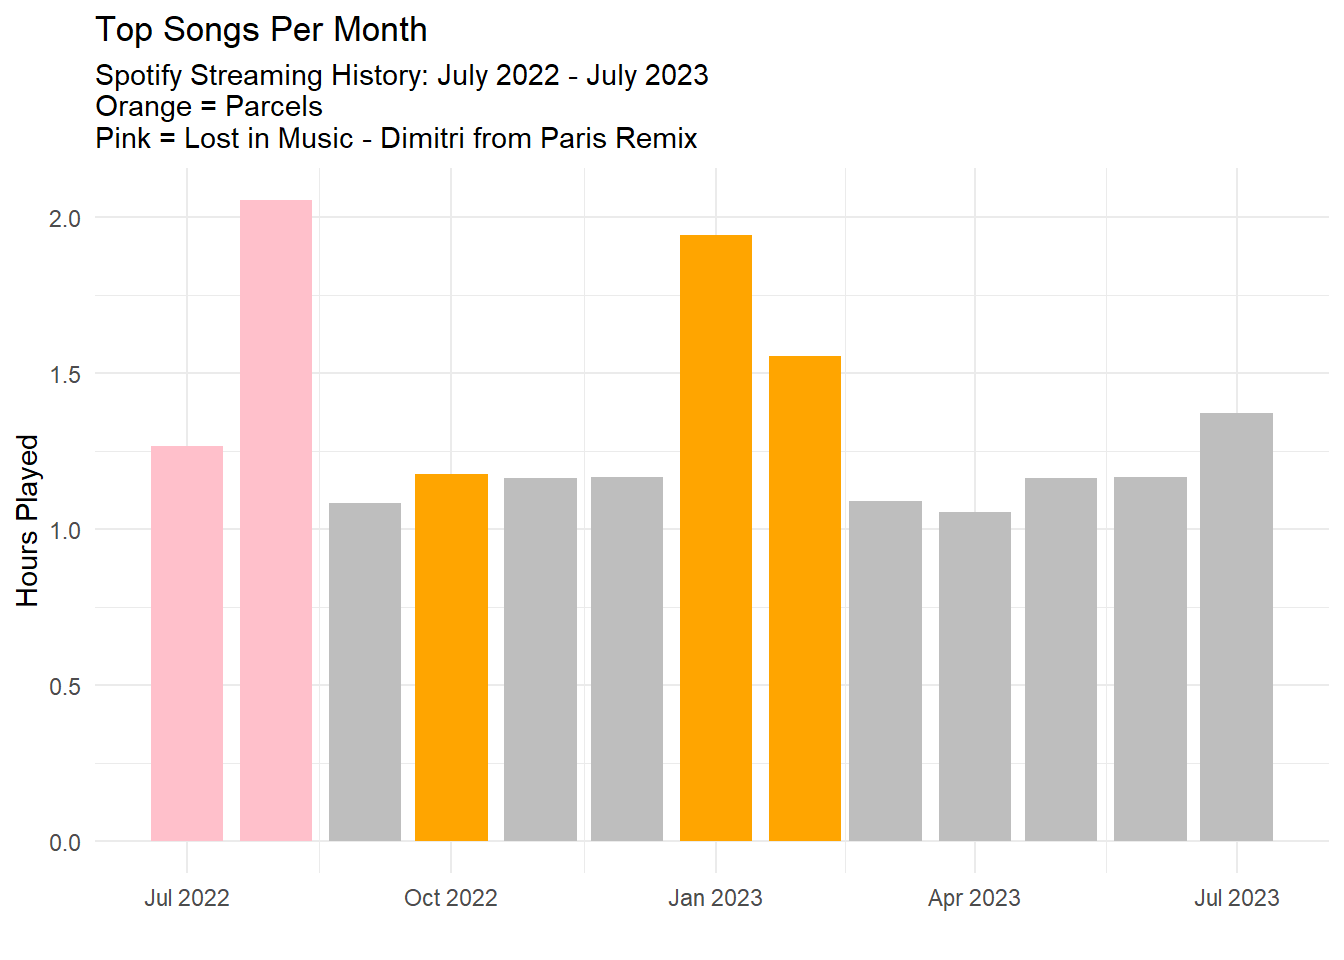 Top Songs Per Month
Spotify Streaming History: July 2022 - July 2023
Orange = Parcels
Pink = Lost in Music - Dimitri from Paris Remix
Hours Played
2.0
1.5
1.0
0.5
0.0
Jul 2022 Oct 2022 Jan 2023 Apr 2023 Jul 2023